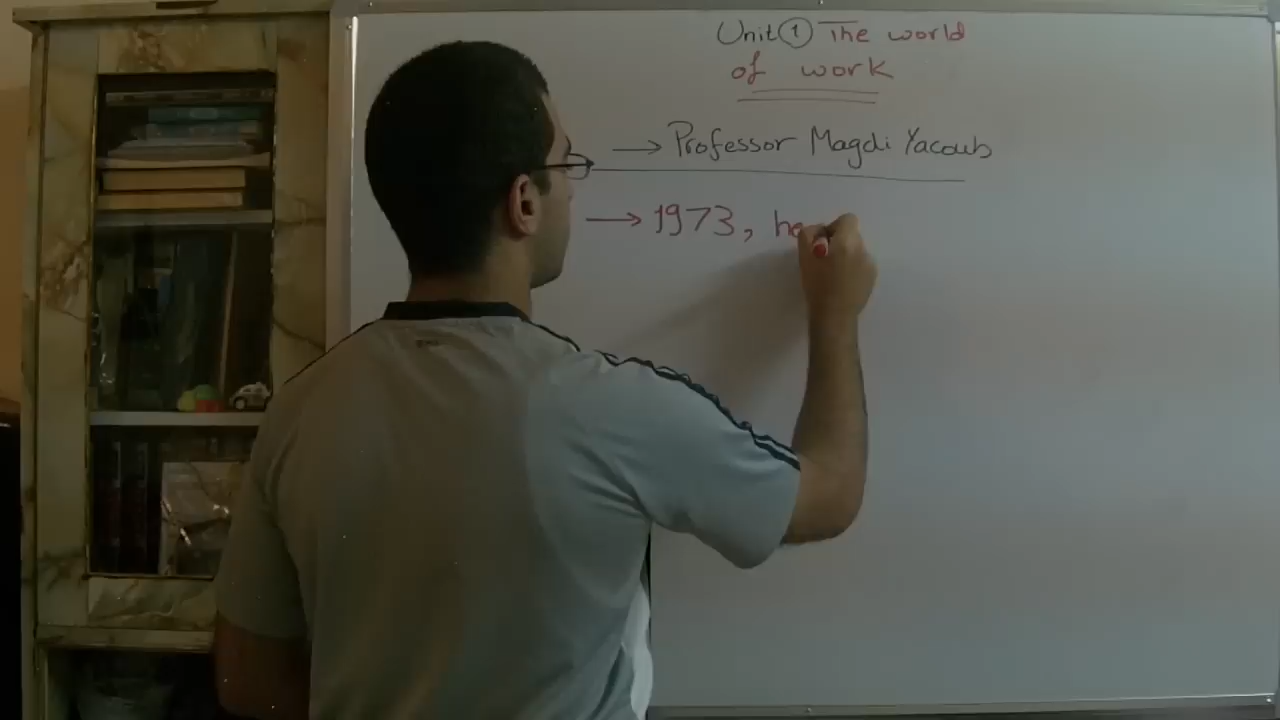 Unit ① The world
of work
→ Professor Magdi Yacoub
→ 1973, he